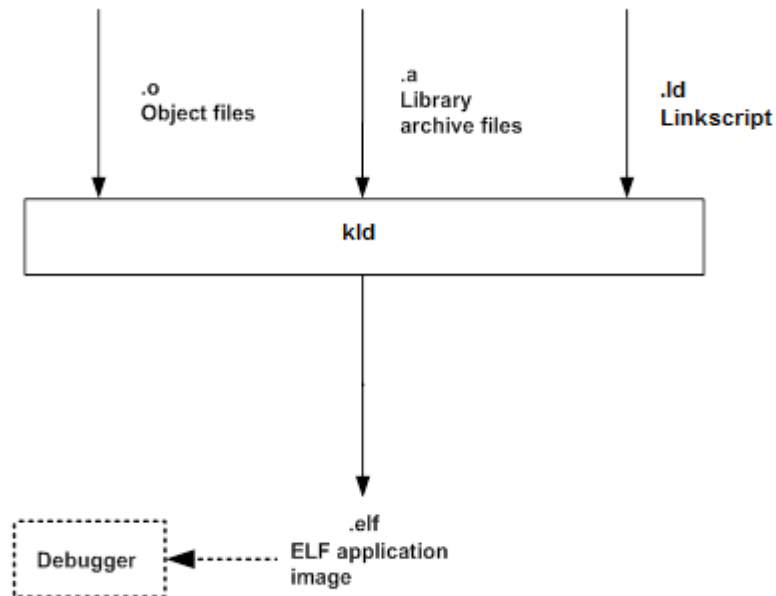 .o
Object files
.a
Library
archive files
.ld
Linkscript
kld
.elf
ELF application
image
Debugger